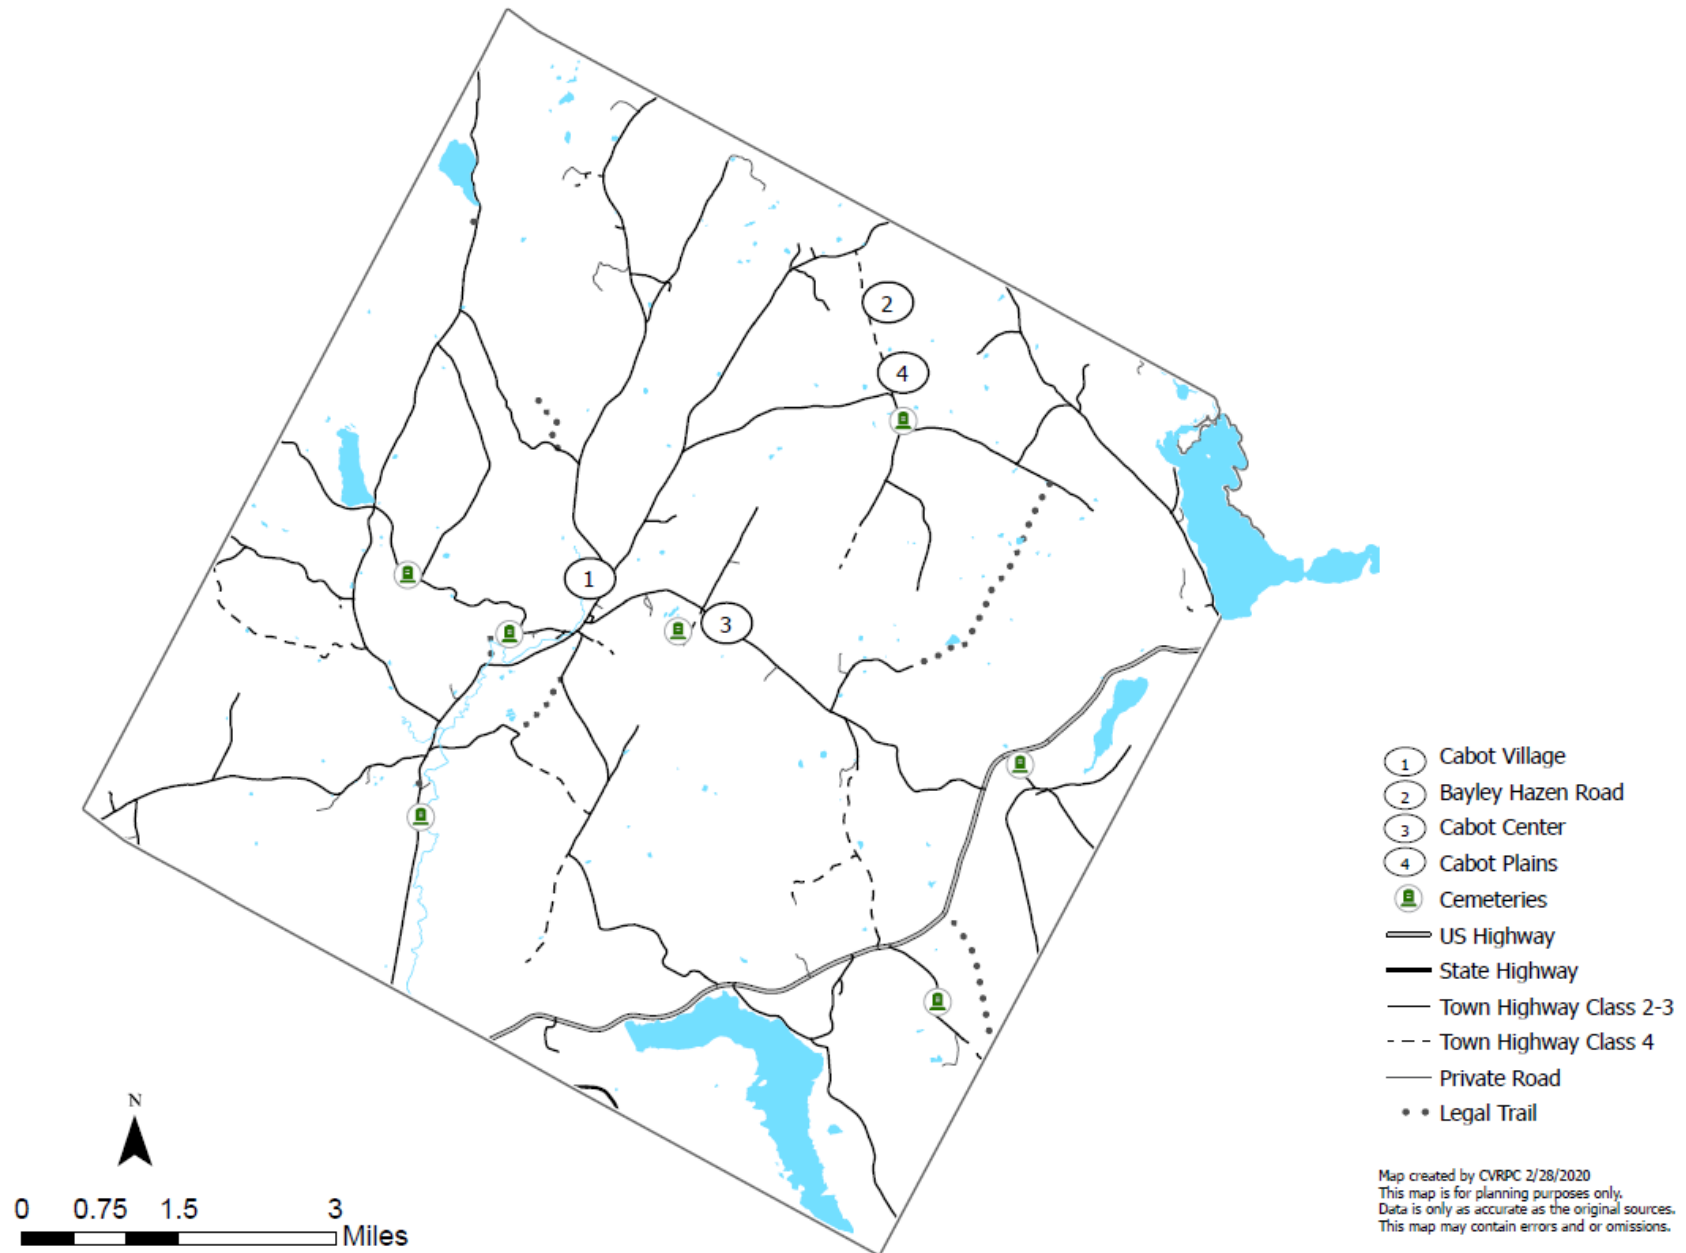 2
4
1
3
1 Cabot Village
2 Bayley Hazen Road
3 Cabot Center
4 Cabot Plains
Cemeteries
US Highway
State Highway
Town Highway Class 2-3
Town Highway Class 4
Private Road
Legal Trail
N
0 0.75 1.5 3
Miles
Map created by CVRPC 2/28/2020
This map is for planning purposes only.
Data is only as accurate as the original sources.
This map may contain errors and or omissions.